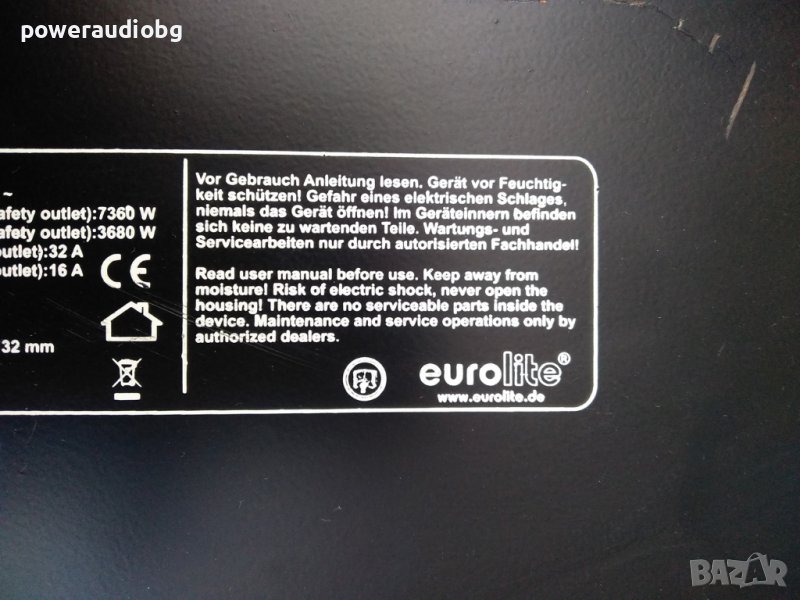 poweraudiobg
~
afety outlet):7360 W
afety outlet):3680 W
outlet):32 A
outlet):16 A
CE
32 mm
Vor Gebrauch Anleitung lesen. Gerät vor Feuchtig-
keit schützen! Gefahr eines elektrischen Schlages,
niemals das Gerät öffnen! Im Geräteinnern befinden
sich keine zu wartenden Teile. Wartungs- und
Servicearbeiten nur durch autorisierten Fachhandel!
Read user manual before use. Keep away from
moisture! Risk of electric shock, never open the
housing! There are no serviceable parts inside the
device. Maintenance and service operations only by
authorized dealers.
eurolite®
www.eurolite.de
BAZAR